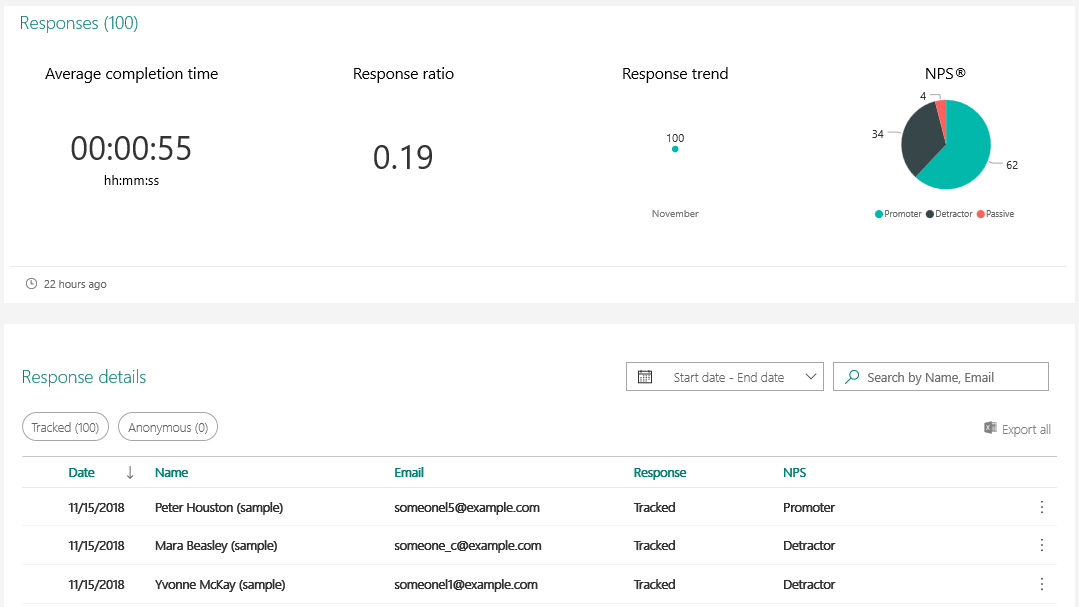 Responses (100)
Average completion time
Response ratio
Response trend
NPS®
00:00:55
hh:mm:ss
0.19
100
November
4
34
62
Promoter Detractor Passive
22 hours ago
Response details
Start date - End date
Search by Name, Email
Tracked (100)
Anonymous (0)
Export all
Date Name Email Response NPS
11/15/2018 Peter Houston (sample) someonel5@example.com Tracked Promoter
11/15/2018 Mara Beasley (sample) someone_c@example.com Tracked Detractor
11/15/2018 Yvonne McKay (sample) someonel1@example.com Tracked Detractor